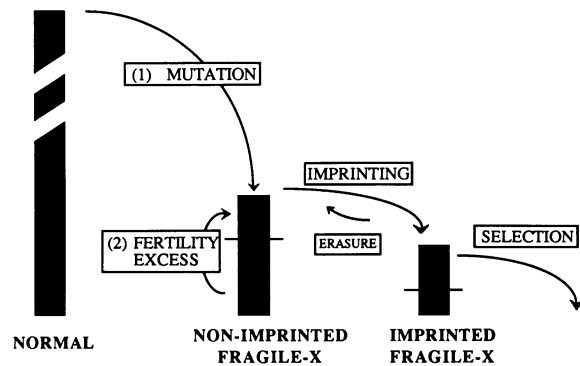 (1) MUTATION
IMPRINTING
(2) FERTILITY
EXCESS
ERASURE
SELECTION
NORMAL
NON-IMPRINTED
FRAGILE-X
IMPRINTED
FRAGILE-X